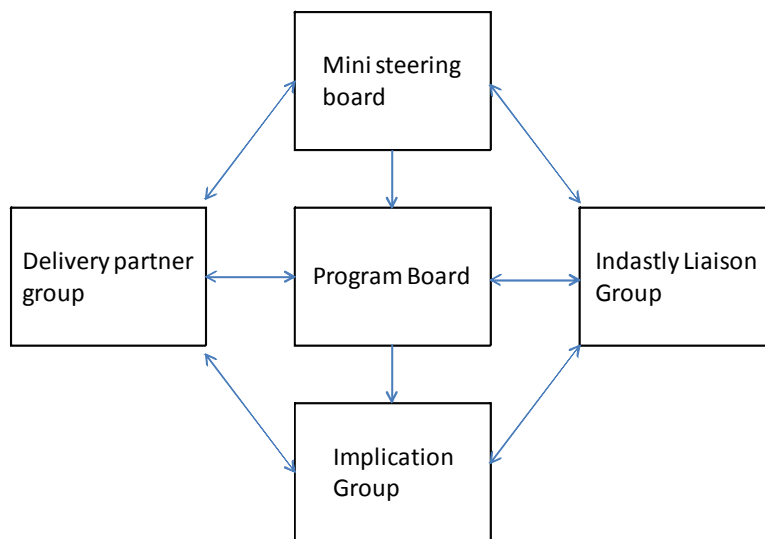 Mini steering
board
Delivery partner
group
Program Board
Indastly Liaison
Group
Implication
Group